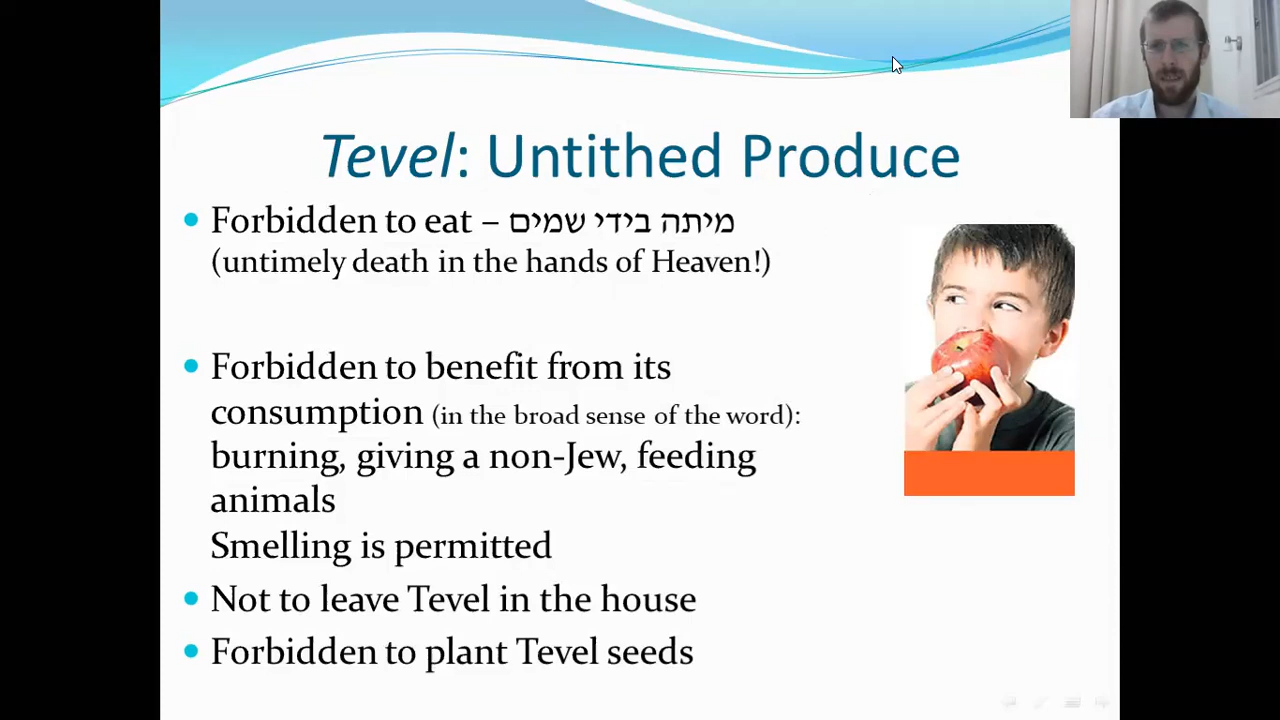 Tevel: Untithed Produce
Forbidden to eat – מיתה בידי שמים
(untimely death in the hands of Heaven!)
Forbidden to benefit from its
consumption (in the broad sense of the word):
burning, giving a non-Jew, feeding
animals
Smelling is permitted
Not to leave Tevel in the house
Forbidden to plant Tevel seeds